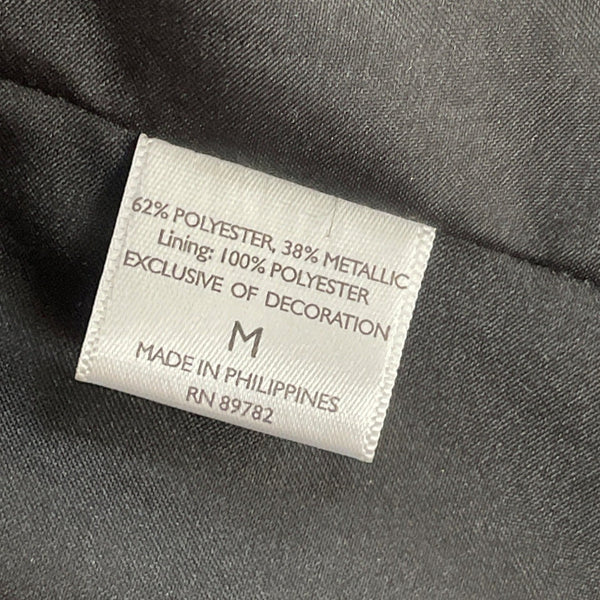 62% POLYESTER, 38% METALLIC
Lining: 100% POLYESTER
EXCLUSIVE OF DECORATION
M
MADE IN PHILIPPINES
RN 89782